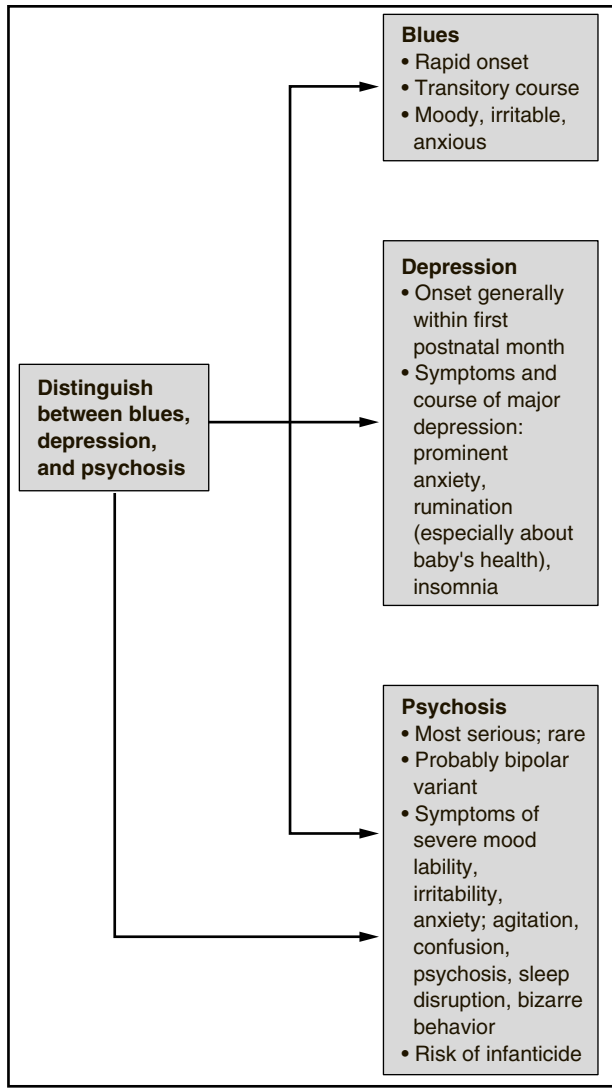 Blues
• Rapid onset
• Transitory course
• Moody, irritable,
anxious
Depression
• Onset generally
within first
postnatal month
• Symptoms and
course of major
depression:
prominent
anxiety,
rumination
(especially about
baby's health),
insomnia
Distinguish
between blues,
depression,
and psychosis
Psychosis
• Most serious; rare
• Probably bipolar
variant
• Symptoms of
severe mood
lability,
irritability,
anxiety; agitation,
confusion,
psychosis, sleep
disruption, bizarre
behavior
• Risk of infanticide